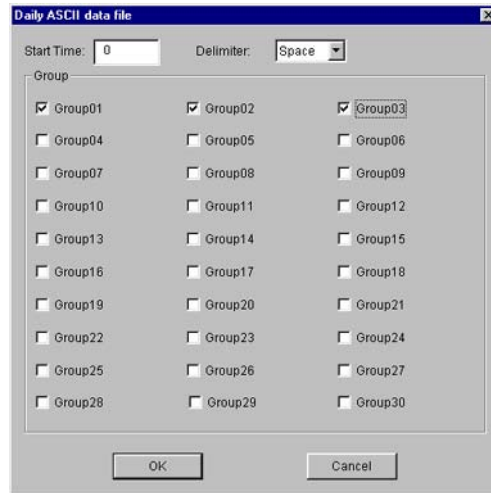 Daily ASCII data file
Start Time: 0 Delimiter: Space
Group
Group01 Group02 Group03
Group04 Group05 Group06
Group07 Group08 Group09
Group10 Group11 Group12
Group13 Group14 Group15
Group16 Group17 Group18
Group19 Group20 Group21
Group22 Group23 Group24
Group25 Group26 Group27
Group28 Group29 Group30
OK Cancel